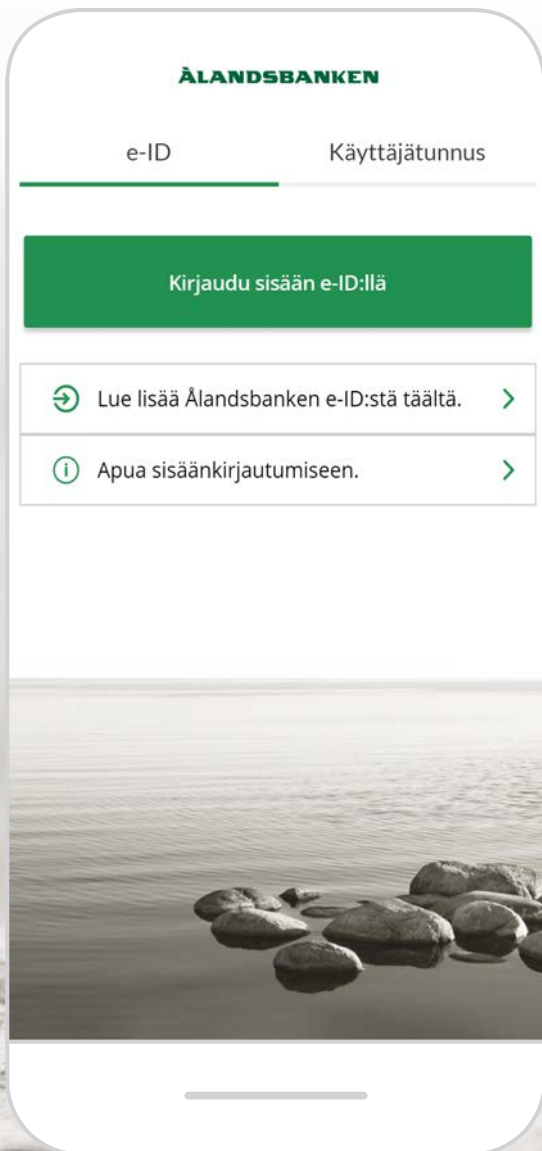 ÅLANDSBANKEN
e-ID Käyttäjätunnus
Kirjaudu sisään e-ID:llä
Lue lisää Ålandsbanken e-ID:stä täältä.
Apua sisäänkirjautumiseen.